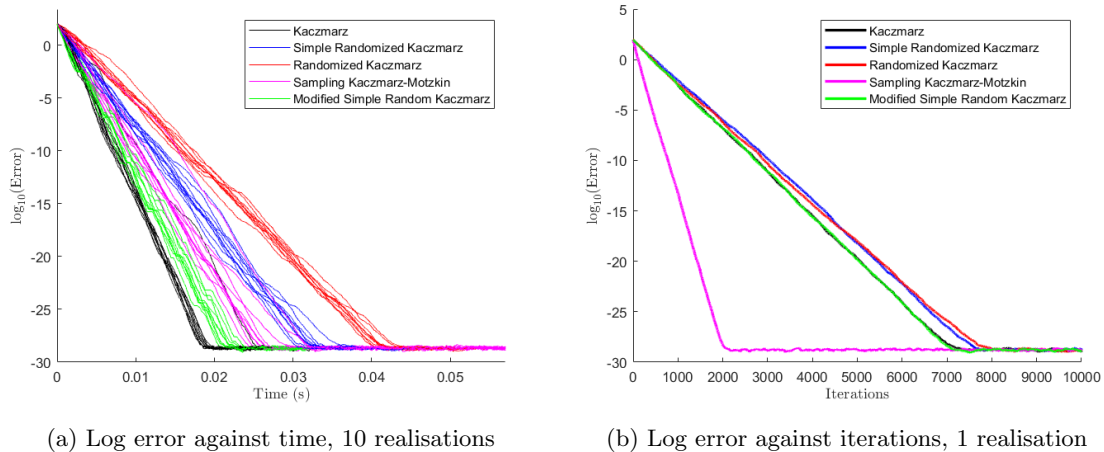 0
-5
-10
-15
-20
-25
-30
log10(Error)
0
0.01
0.02
0.03
0.04
0.05
Time (s)
Kaczmarz
Simple Randomized Kaczmarz
Randomized Kaczmarz
Sampling Kaczmarz-Motzkin
Modified Simple Random Kaczmarz
(a) Log error against time, 10 realisations
5
0
-5
-10
-15
-20
-25
-30
log10(Error)
0
1000
2000
3000
4000
5000
6000
7000
8000
9000
10000
Iterations
Kaczmarz
Simple Randomized Kaczmarz
Randomized Kaczmarz
Sampling Kaczmarz-Motzkin
Modified Simple Random Kaczmarz
(b) Log error against iterations, 1 realisation